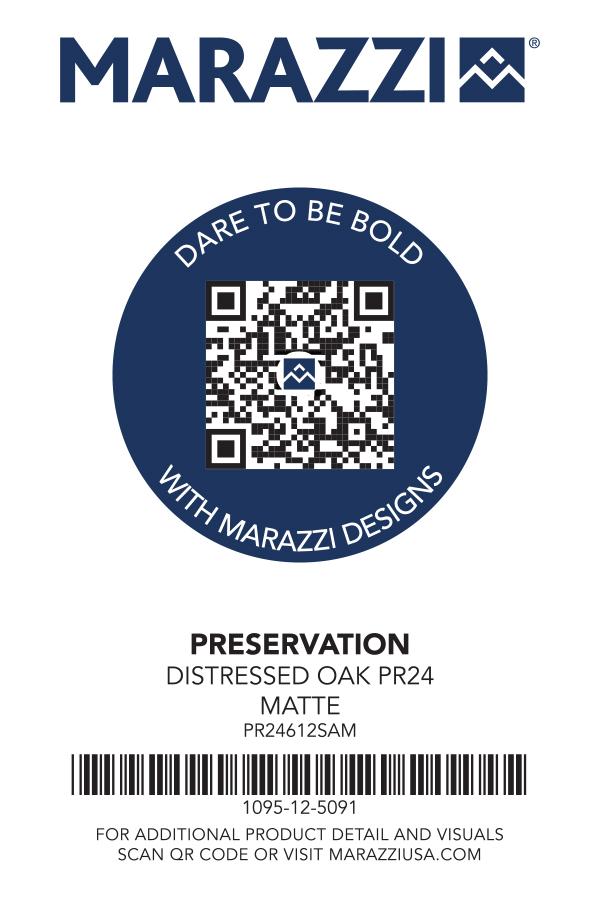 MARAZZI®
DARE TO BE BOLD
WITH MARAZZI DESIGNS
PRESERVATION
DISTRESSED OAK PR24
MATTE
PR24612SAM
1095-12-5091
FOR ADDITIONAL PRODUCT DETAIL AND VISUALS
SCAN QR CODE OR VISIT MARAZZIUSA.COM